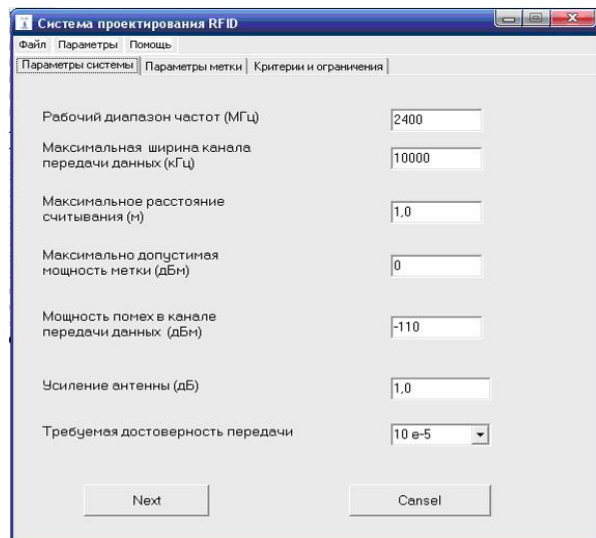 Система проектирования RFID
Файл Параметры Помощь
Параметры системы Параметры метки Критерии и ограничения
Рабочий диапазон частот (МГц) 2400
Максимальная ширина канала
передачи данных (кГц) 10000
Максимальное расстояние
считывания (м) 1,0
Максимально допустимая
мощность метки (дБм) 0
Мощность помех в канале
передачи данных (дБм) -110
Усиление антенны (дБ) 1,0
Требуемая достоверность передачи 10 e-5
Next Cansel